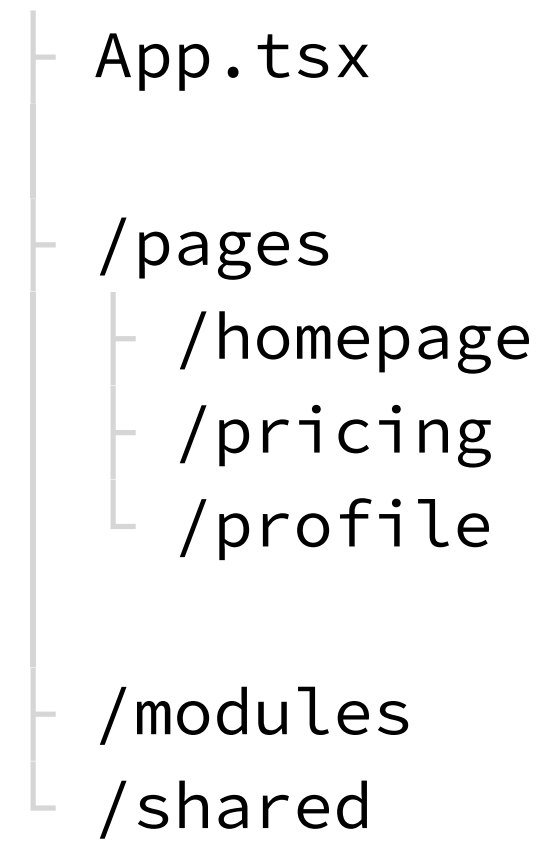 App.tsx
/pages
/homepage
/pricing
/profile
/modules
/shared